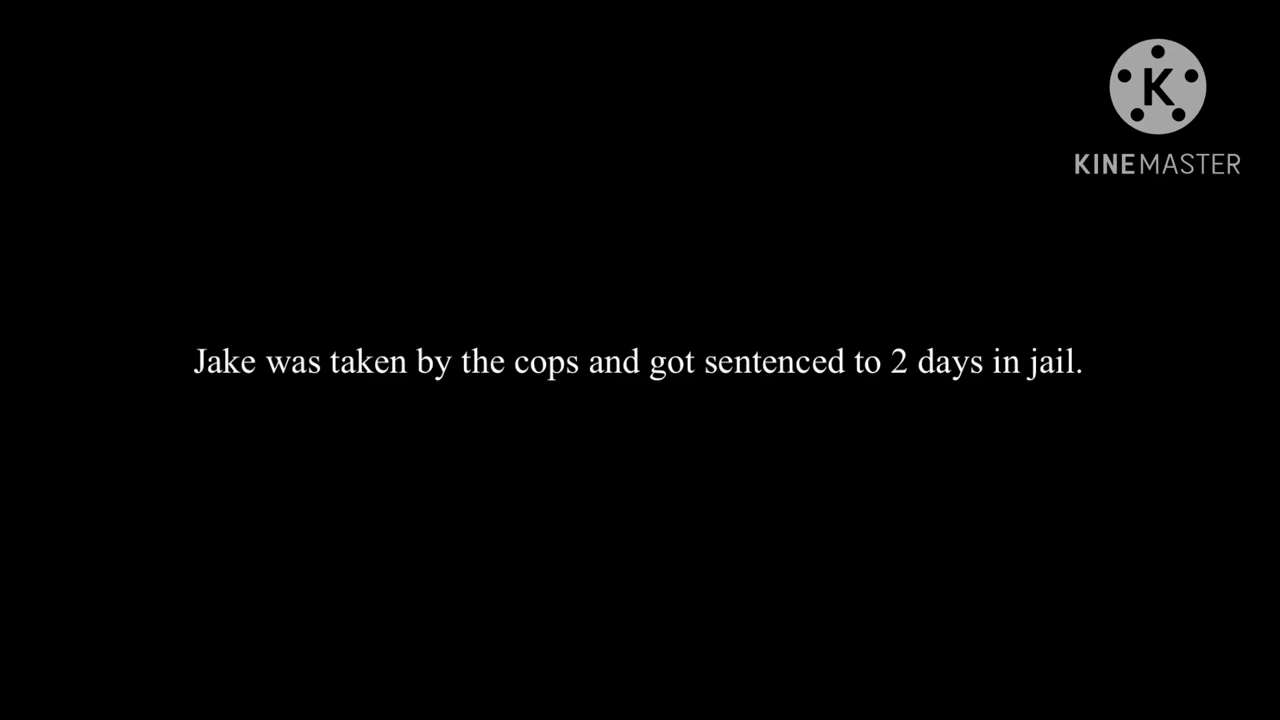 K
KINEMASTER
Jake was taken by the cops and got sentenced to 2 days in jail.